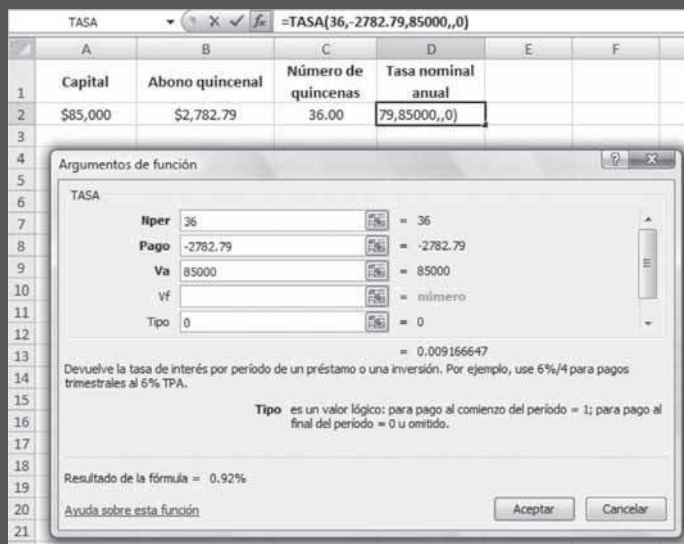 TASA =TASA(36,-2782.79,85000,,0)
A B C D E F
1 Capital Abono quincenal Número de quincenas Tasa nominal anual
2 $85,000 $2,782.79 36.00 79,85000,,0)
3
4 Argumentos de función
5
6 TASA
7 Nper 36 = 36
8 Pago -2782.79 = -2782.79
9 Va 85000 = 85000
10 Vf = número
11 Tipo 0 = 0
12
13 = 0.009166647
14 Devuelve la tasa de interés por período de un préstamo o una inversión. Por ejemplo, use 6%/4 para pagos
trimestrales al 6% TPA.
15 Tipo es un valor lógico: para pago al comienzo del período = 1; para pago al
16 final del período = 0 u omitido.
17
18
19 Resultado de la fórmula = 0.92%
20 Ayuda sobre esta función Aceptar Cancelar
21